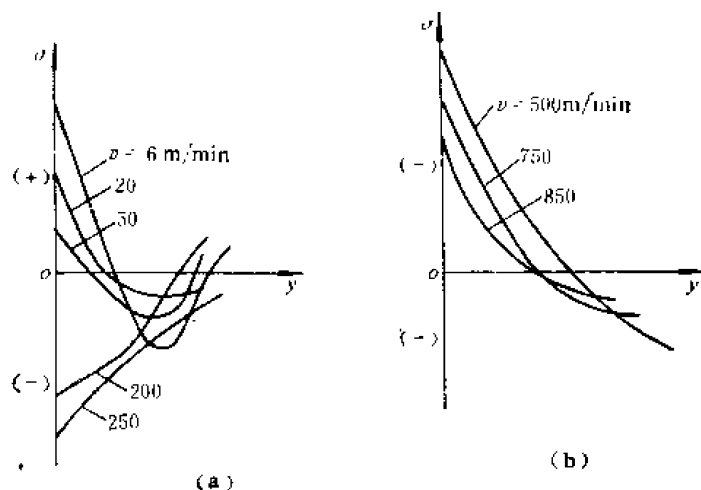 σ
v = 6 m/min
(+)
20
50
o
y
(−)
200
250
(a)
σ
v = 500m/min
(−)
750
850
o
y
(−)
(b)